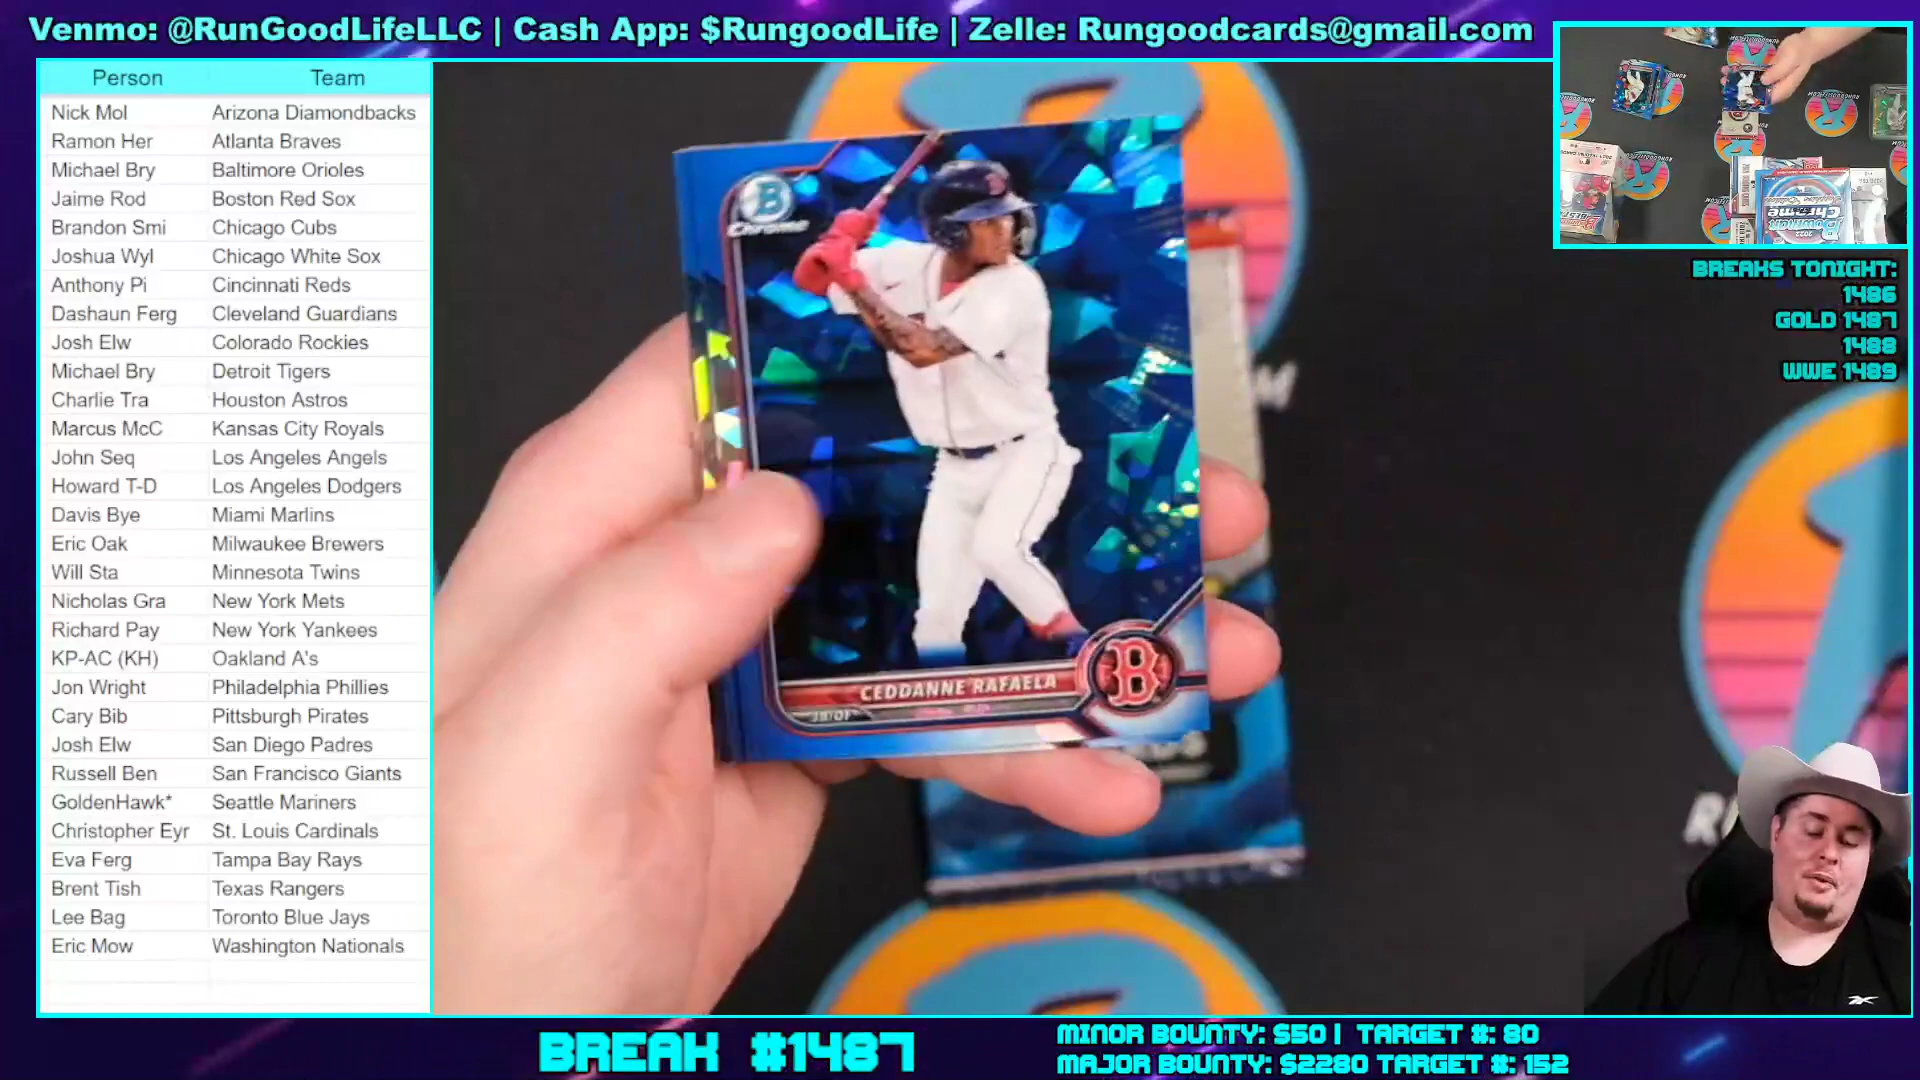 Venmo: @RunGoodLifeLLC | Cash App: $RungoodLife | Zelle: Rungoodcards@gmail.com
Person Team
Nick Mol Arizona Diamondbacks
Ramon Her Atlanta Braves
Michael Bry Baltimore Orioles
Jaime Rod Boston Red Sox
Brandon Smi Chicago Cubs
Joshua Wyl Chicago White Sox
Anthony Pi Cincinnati Reds
Dashaun Ferg Cleveland Guardians
Josh Elw Colorado Rockies
Michael Bry Detroit Tigers
Charlie Tra Houston Astros
Marcus McC Kansas City Royals
John Seq Los Angeles Angels
Howard T-D Los Angeles Dodgers
Davis Bye Miami Marlins
Eric Oak Milwaukee Brewers
Will Sta Minnesota Twins
Nicholas Gra New York Mets
Richard Pay New York Yankees
KP-AC (KH) Oakland A's
Jon Wright Philadelphia Phillies
Cary Bib Pittsburgh Pirates
Josh Elw San Diego Padres
Russell Ben San Francisco Giants
GoldenHawk* Seattle Mariners
Christopher Eyr St. Louis Cardinals
Eva Ferg Tampa Bay Rays
Brent Tish Texas Rangers
Lee Bag Toronto Blue Jays
Eric Mow Washington Nationals
B
Chrome
B
CEDDANNE RAFAELA
3B/OF
B
BOWMAN
Chrome
2022
BREAKS TONIGHT:
1486
GOLD 1487
1488
WWE 1489
BREAK #1487
MINOR BOUNTY: $50 | TARGET #: 80
MAJOR BOUNTY: $2280 TARGET #: 152